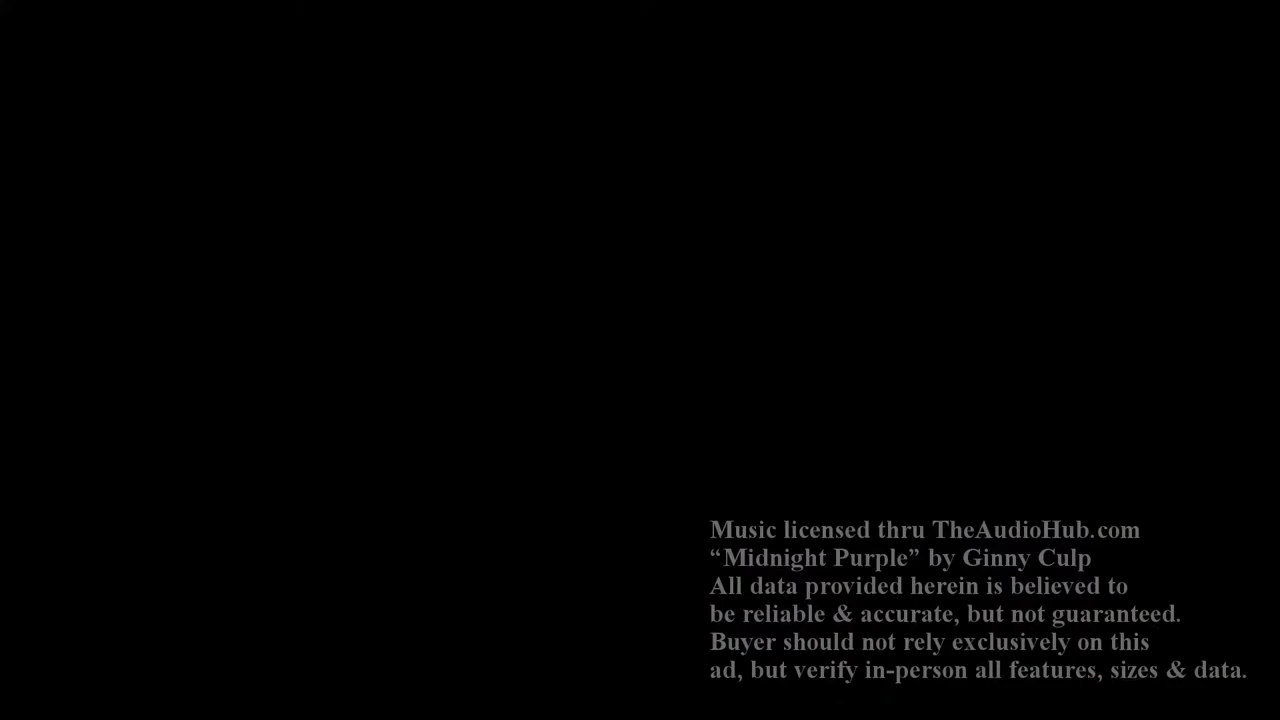 Music licensed thru TheAudioHub.com
“Midnight Purple” by Ginny Culp
All data provided herein is believed to
be reliable & accurate, but not guaranteed.
Buyer should not rely exclusively on this
ad, but verify in-person all features, sizes & data.